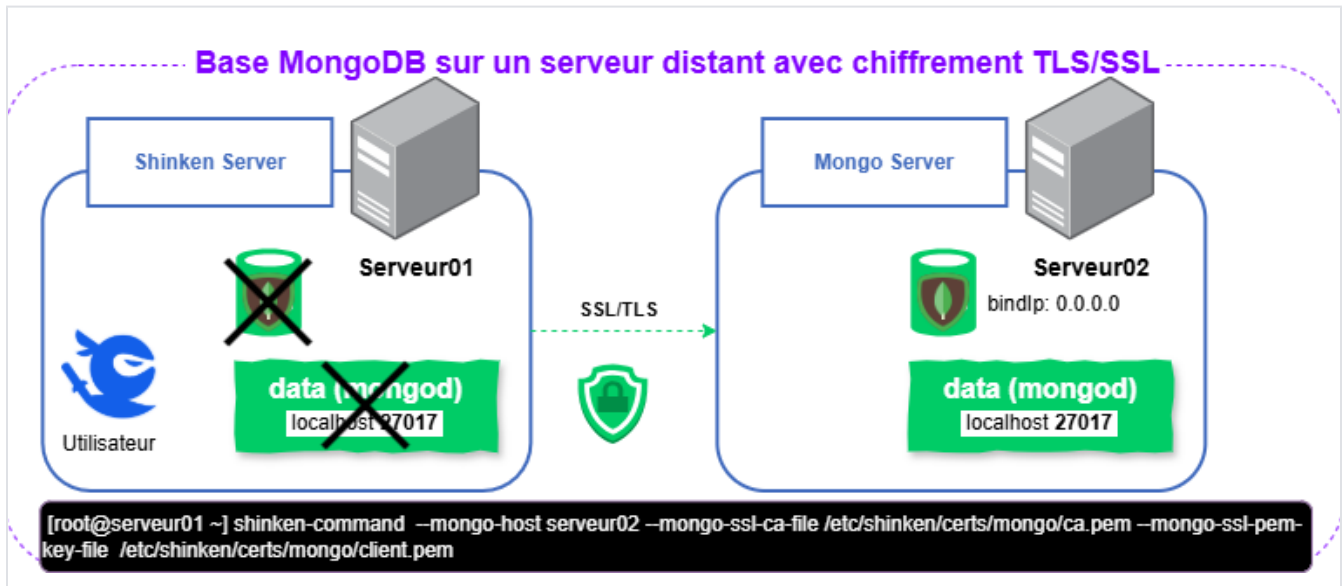 Base MongoDB sur un serveur distant avec chiffrement TLS/SSL
Shinken Server
Mongo Server
Serveur01
Serveur02
bindIp: 0.0.0.0
SSL/TLS
data (mongod)
localhost 27017
data (mongod)
localhost 27017
Utilisateur
[root@serveur01 ~] shinken-command --mongo-host serveur02 --mongo-ssl-ca-file /etc/shinken/certs/mongo/ca.pem --mongo-ssl-pem-
key-file /etc/shinken/certs/mongo/client.pem